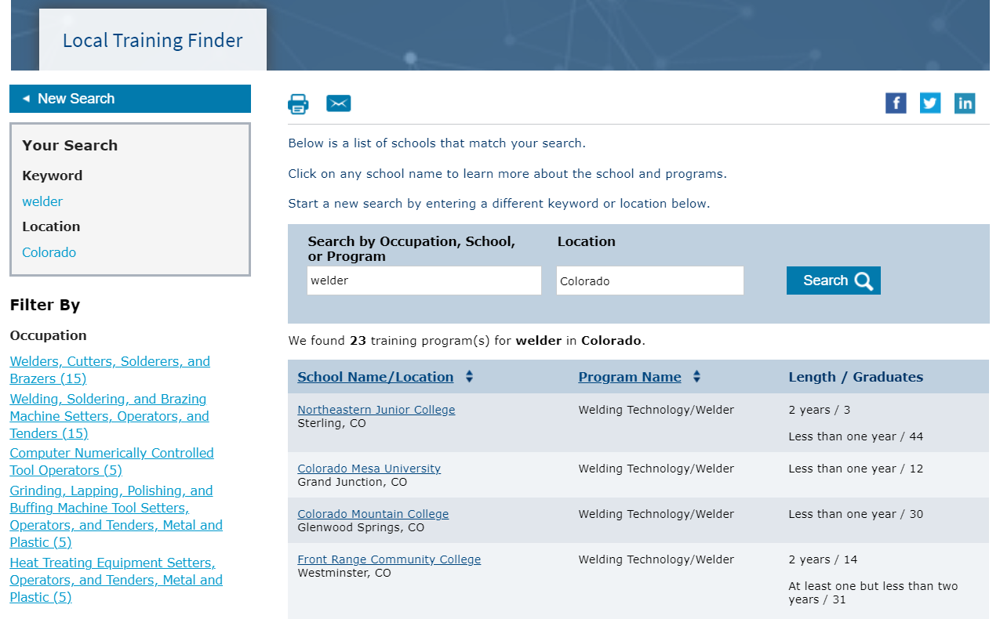 Local Training Finder
New Search
Your Search
Keyword
welder
Location
Colorado
Filter By
Occupation
Welders, Cutters, Solderers, and
Brazers (15)
Welding, Soldering, and Brazing
Machine Setters, Operators, and
Tenders (15)
Computer Numerically Controlled
Tool Operators (5)
Grinding, Lapping, Polishing, and
Buffing Machine Tool Setters,
Operators, and Tenders, Metal and
Plastic (5)
Heat Treating Equipment Setters,
Operators, and Tenders, Metal and
Plastic (5)
f in
Below is a list of schools that match your search.
Click on any school name to learn more about the school and programs.
Start a new search by entering a different keyword or location below.
Search by Occupation, School, Location
or Program
welder Colorado Search
We found 23 training program(s) for welder in Colorado.
School Name/Location Program Name Length / Graduates
Northeastern Junior College Welding Technology/Welder 2 years / 3
Sterling, CO
Less than one year / 44
Colorado Mesa University Welding Technology/Welder Less than one year / 12
Grand Junction, CO
Colorado Mountain College Welding Technology/Welder Less than one year / 30
Glenwood Springs, CO
Front Range Community College Welding Technology/Welder 2 years / 14
Westminster, CO
At least one but less than two
years / 31